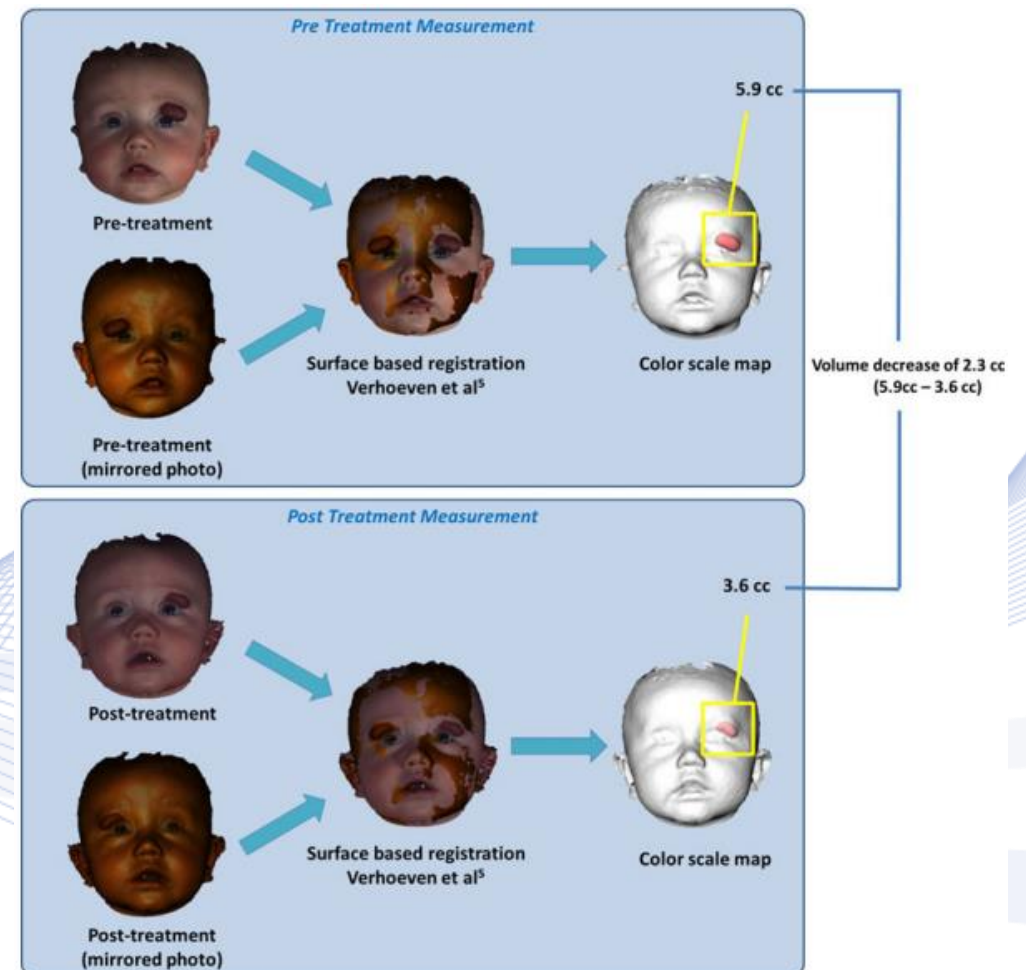 Pre Treatment Measurement
5.9 cc
Pre-treatment
Surface based registration
Verhoeven et al⁵
Color scale map
Volume decrease of 2.3 cc
(5.9cc – 3.6 cc)
Pre-treatment
(mirrored photo)
Post Treatment Measurement
3.6 cc
Post-treatment
Surface based registration
Verhoeven et al⁵
Color scale map
Post-treatment
(mirrored photo)